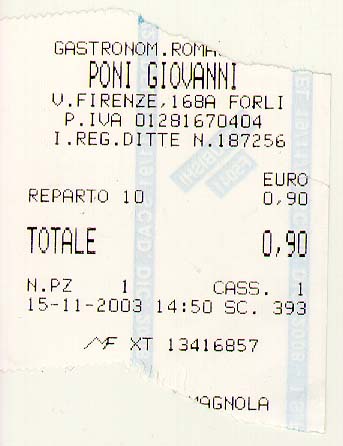 GASTRONOM.ROMA
PONI GIOVANNI
V.FIRENZE,168A FORLI
P.IVA 01281670404
I.REG.DITTE N.187256
EURO
REPARTO 10 0,90
TOTALE 0,90
N.PZ 1 CASS. 1
15-11-2003 14:50 SC. 393
MF XT 13416857
MAGNOLA